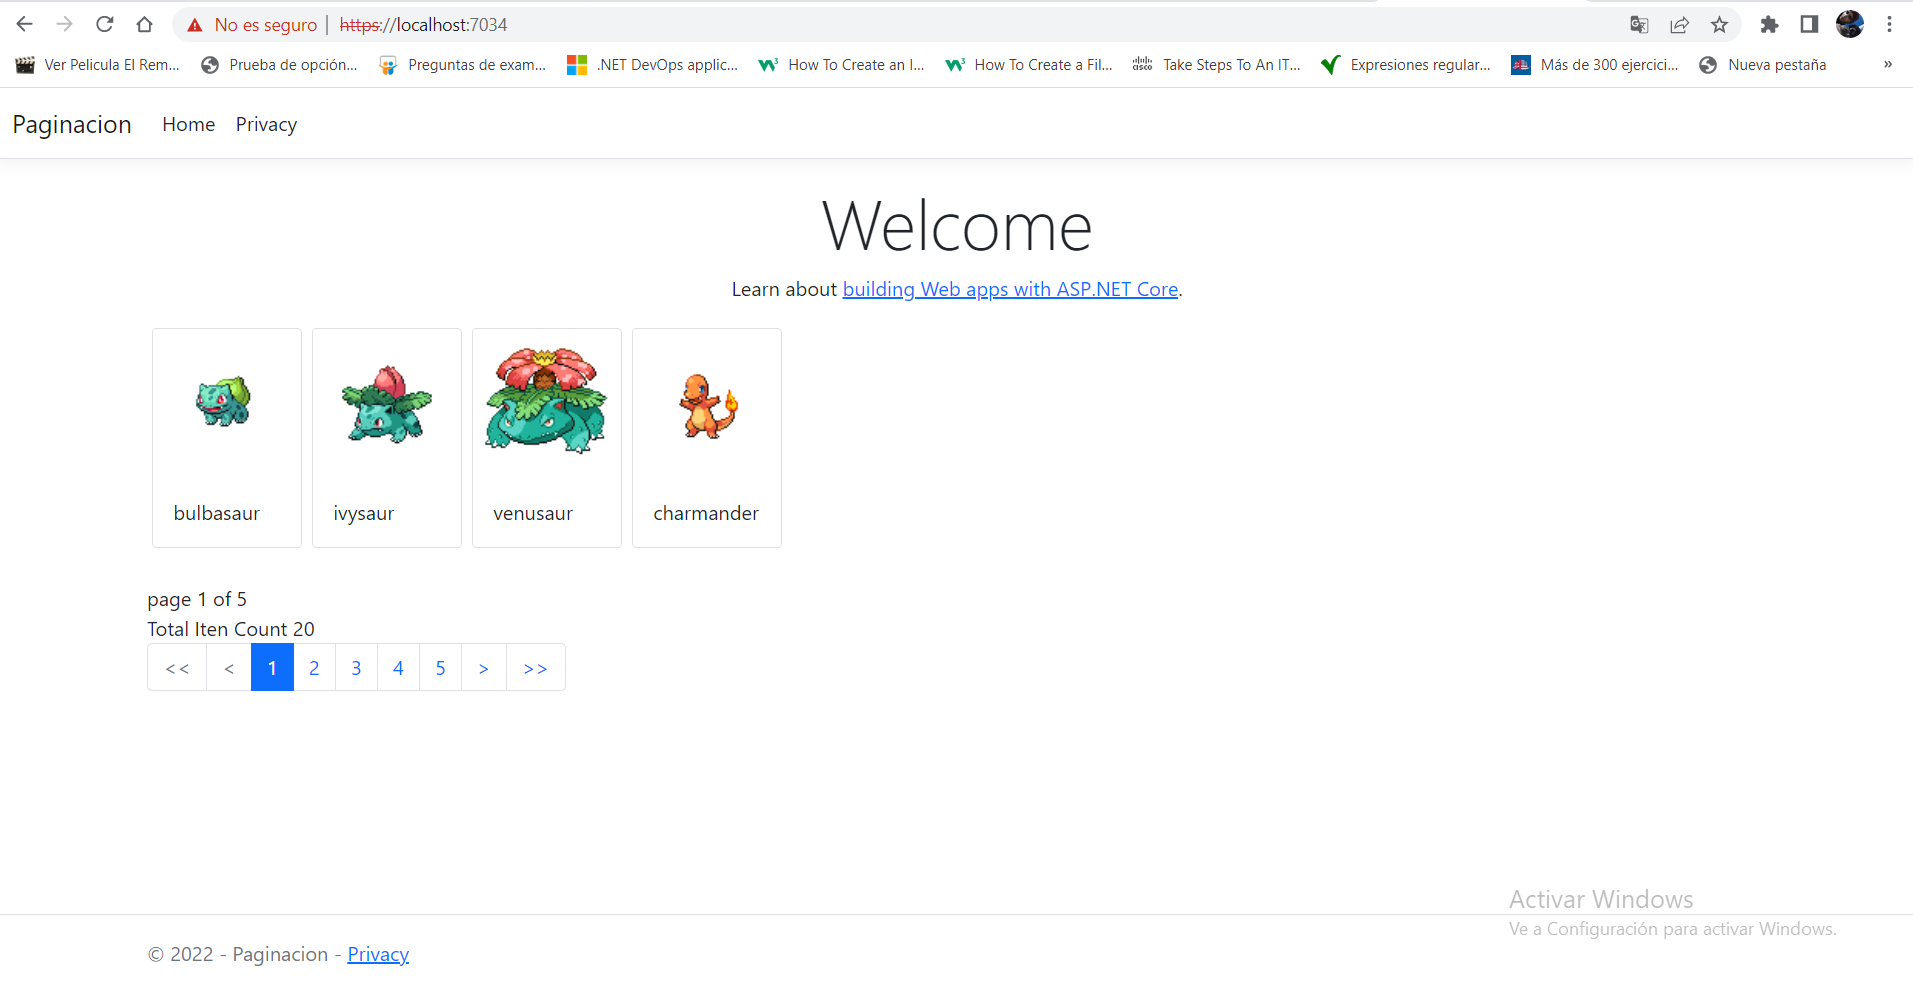 No es seguro | https://localhost:7034
Ver Pelicula El Rem... Prueba de opción... Preguntas de exam... .NET DevOps applic... How To Create an I... How To Create a Fil... Take Steps To An IT... Expresiones regular... Más de 300 ejercici... Nueva pestaña »
Paginacion Home Privacy
Welcome
Learn about building Web apps with ASP.NET Core.
bulbasaur ivysaur venusaur charmander
page 1 of 5
Total Iten Count 20
<< < 1 2 3 4 5 > >>
Activar Windows
Ve a Configuración para activar Windows.
© 2022 - Paginacion - Privacy